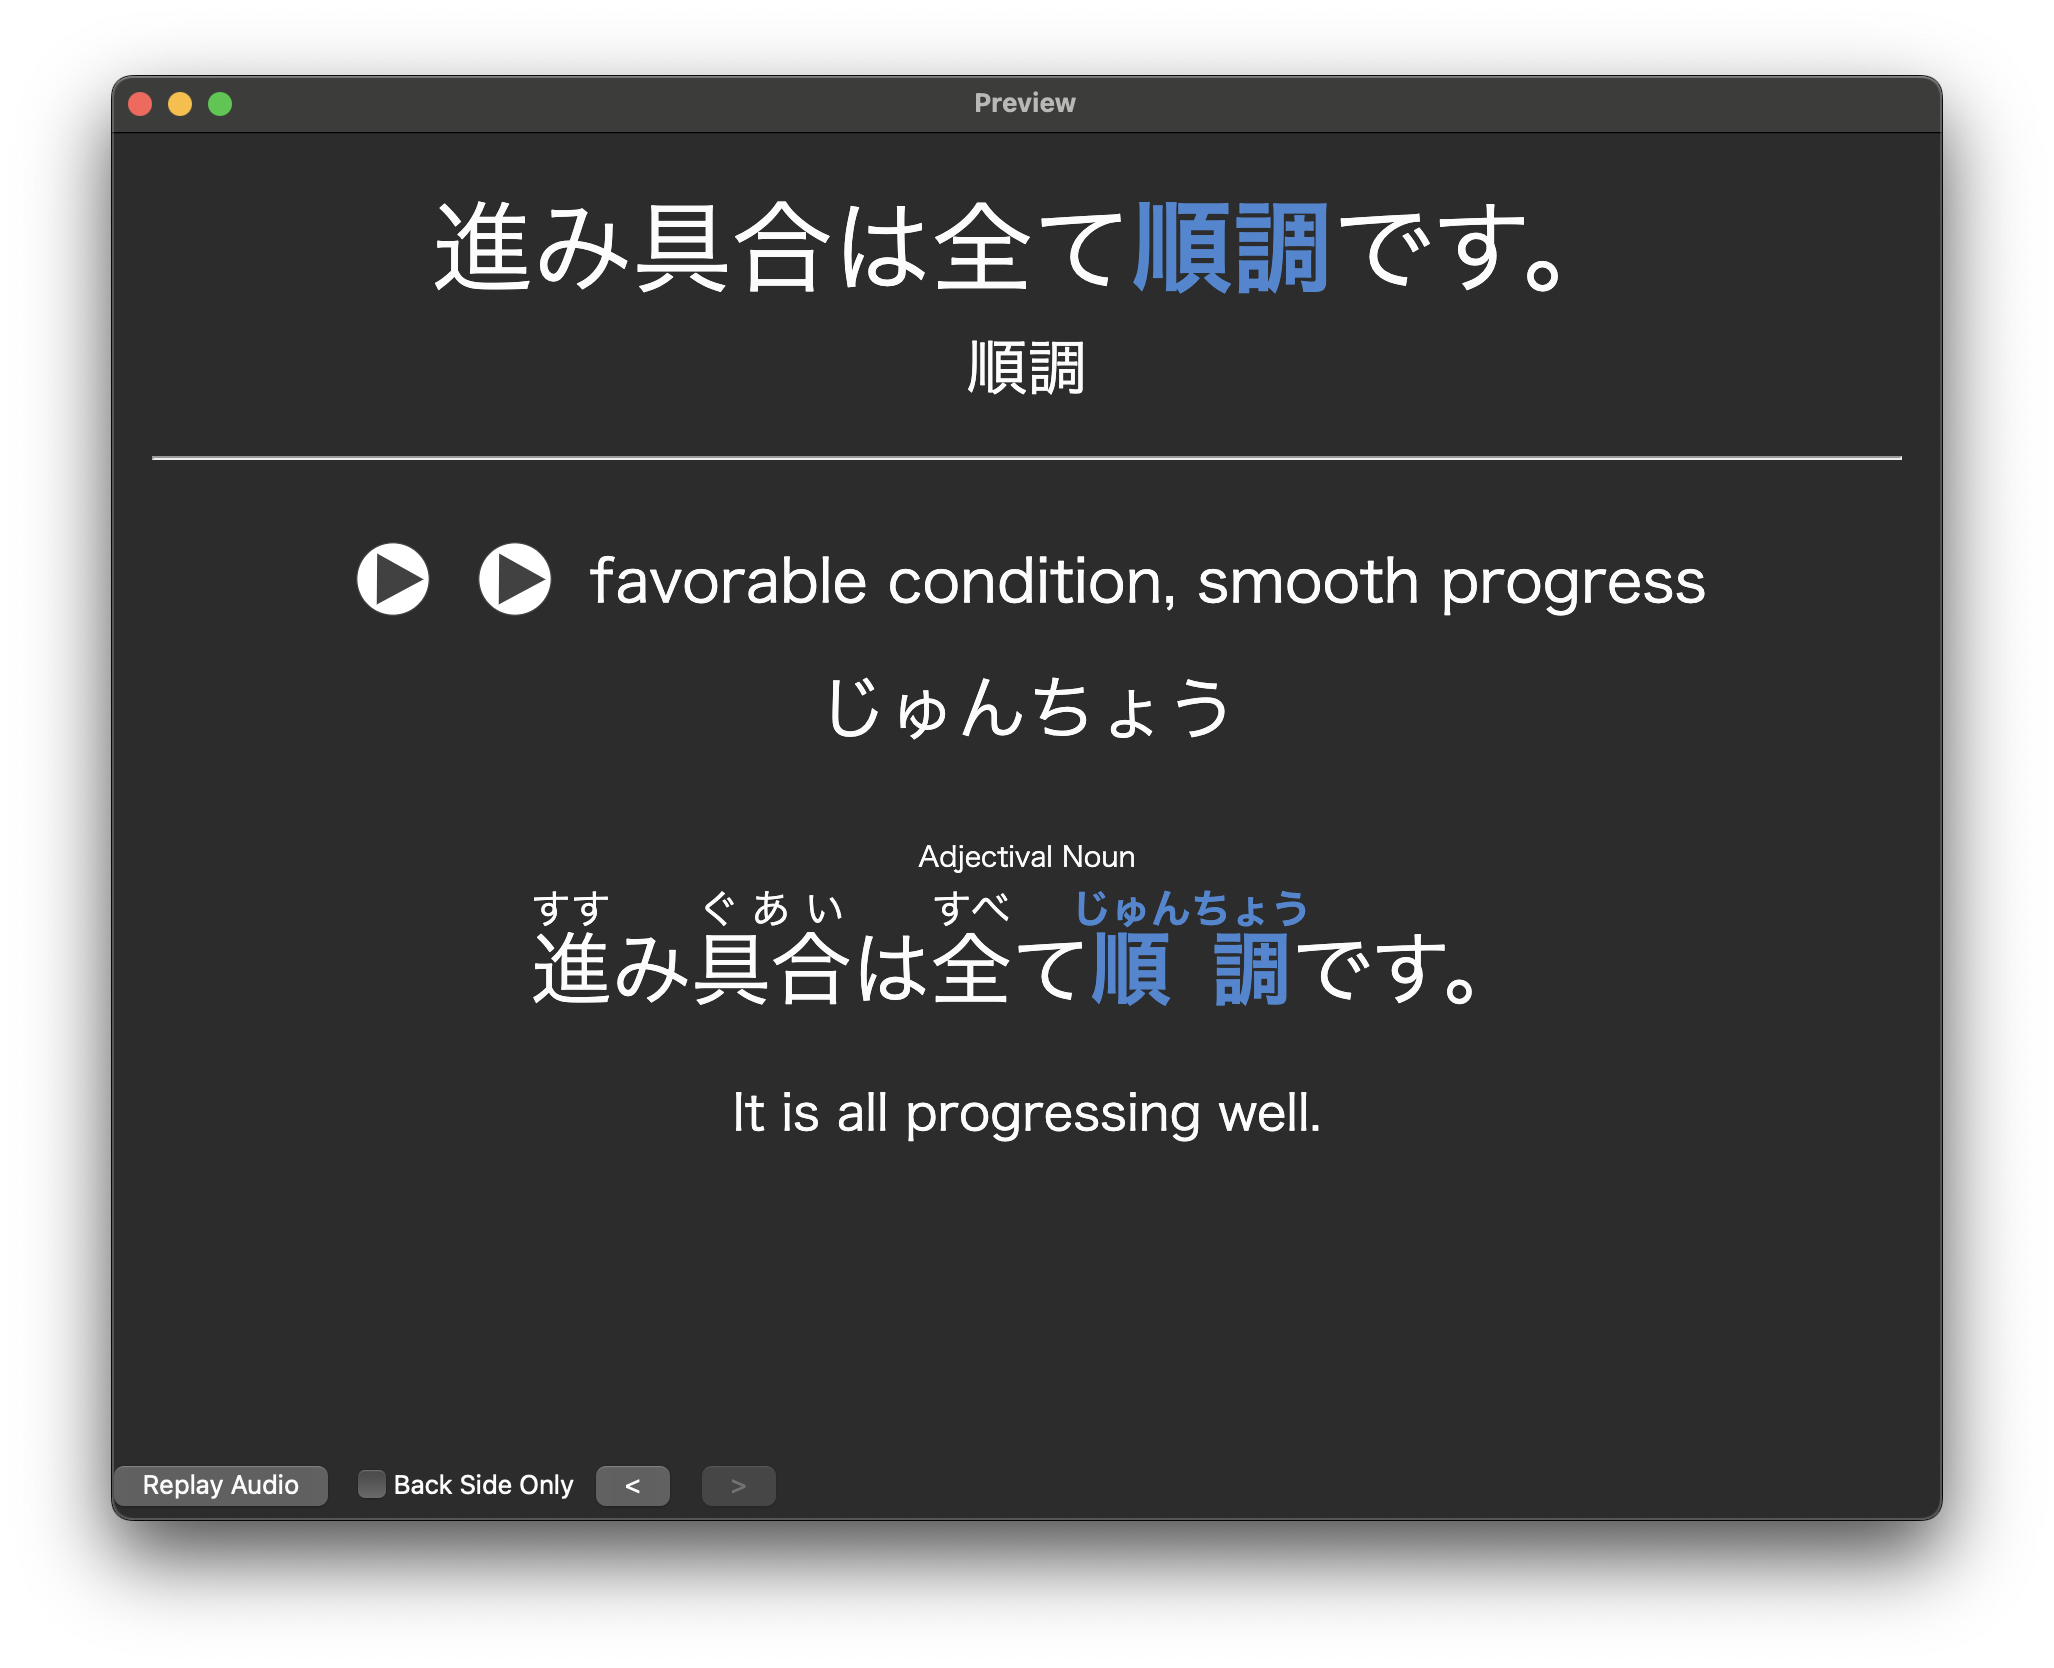 Preview
進み具合は全て順調です。
順調
favorable condition, smooth progress
じゅんちょう
Adjectival Noun
すす ぐあい すべ じゅんちょう
進み具合は全て順調です。
It is all progressing well.
Replay Audio Back Side Only < >